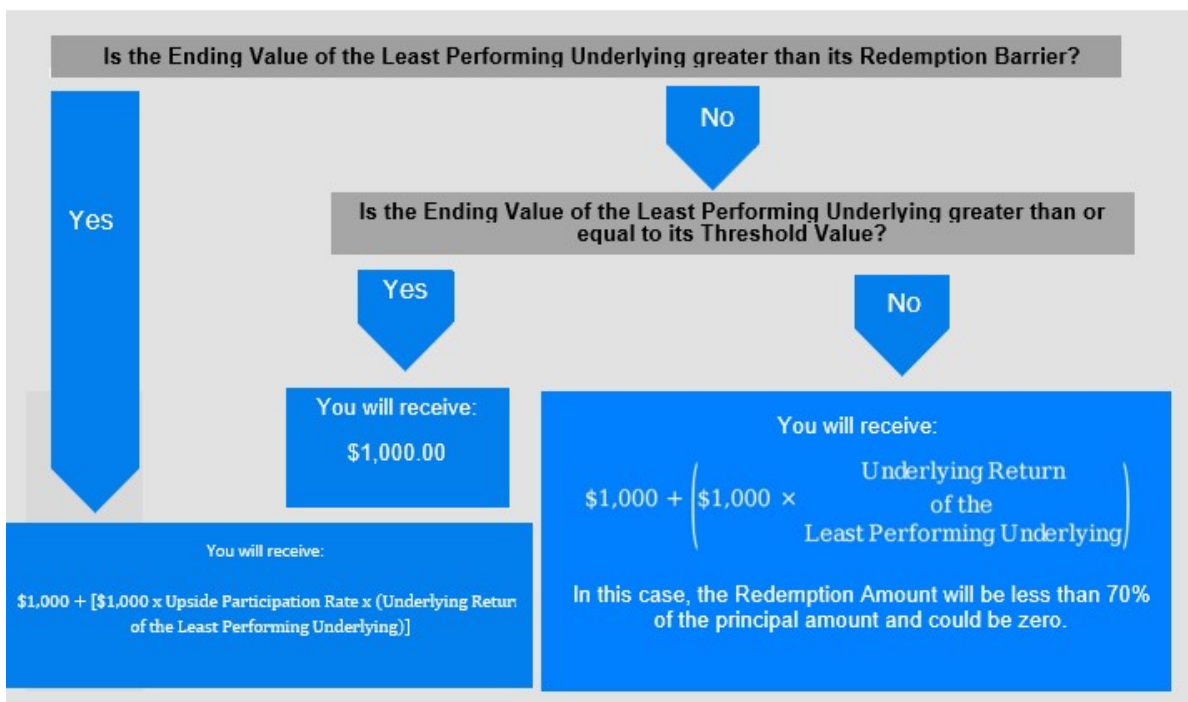 Is the Ending Value of the Least Performing Underlying greater than its Redemption Barrier?
Yes
No
Is the Ending Value of the Least Performing Underlying greater than or
equal to its Threshold Value?
Yes
No
You will receive:
$1,000.00
You will receive:
$1,000 + ($1,000 × Underlying Return
of the
Least Performing Underlying)
In this case, the Redemption Amount will be less than 70%
of the principal amount and could be zero.
You will receive:
$1,000 + [$1,000 x Upside Participation Rate x (Underlying Return
of the Least Performing Underlying)]